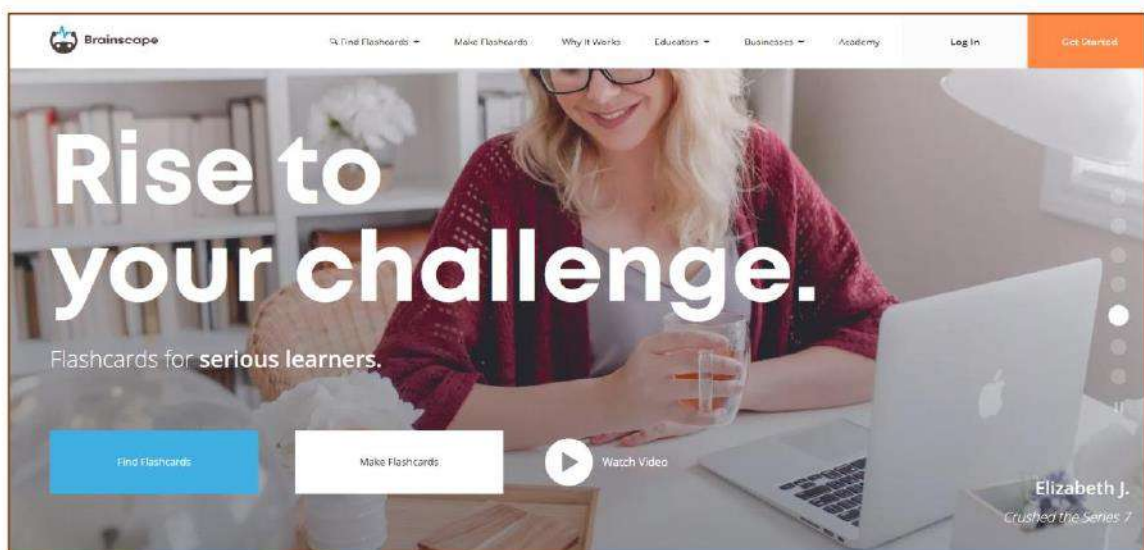 Brainscape
Find Flashcards Make Flashcards Why It Works Educators Businesses Academy Log In Get Started
Rise to
your challenge.
Flashcards for serious learners.
Find Flashcards Make Flashcards Watch Video
Elizabeth J.
Crushed the Series 7